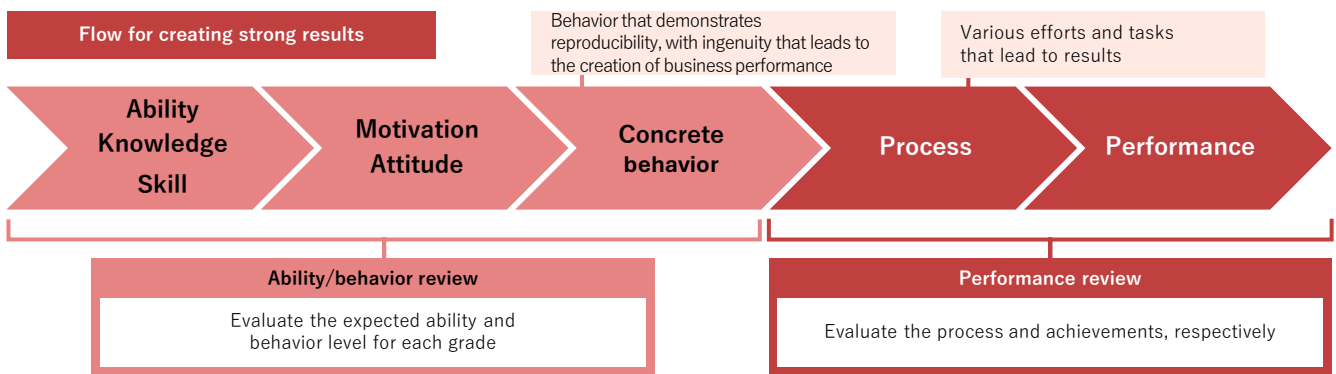 Flow for creating strong results
Behavior that demonstrates
reproducibility, with ingenuity that leads to
the creation of business performance
Various efforts and tasks
that lead to results
Ability
Knowledge
Skill
Motivation
Attitude
Concrete
behavior
Process
Performance
Ability/behavior review
Evaluate the expected ability and
behavior level for each grade
Performance review
Evaluate the process and achievements, respectively